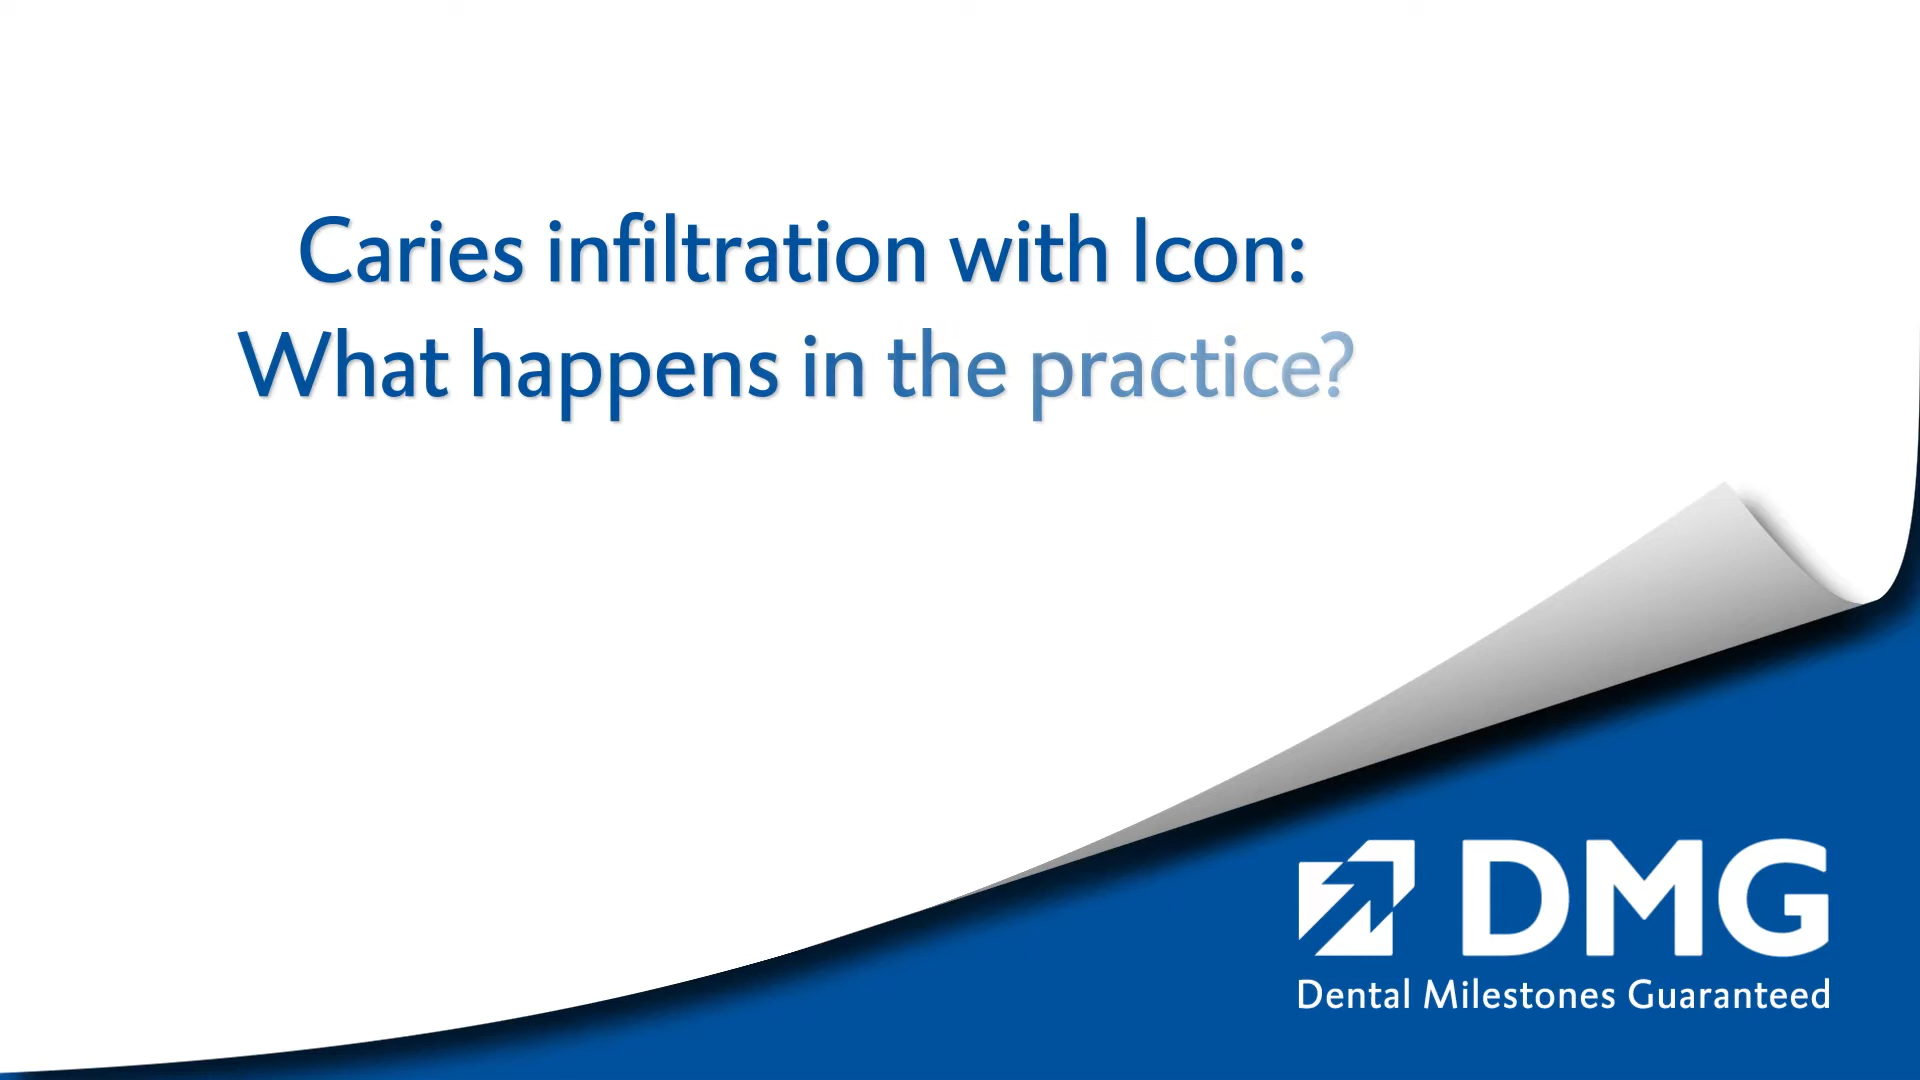 Caries infiltration with Icon:
What happens in the practice?
DMG
Dental Milestones Guaranteed